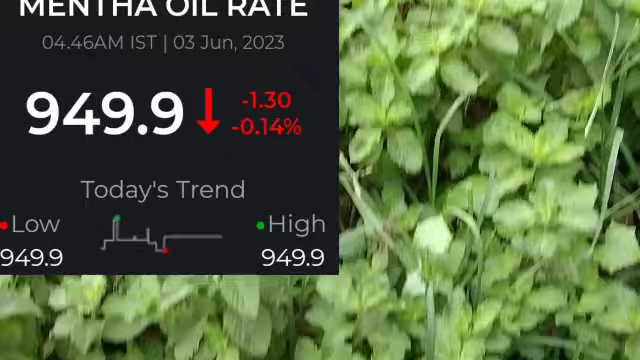 MENTHA OIL RATE
04.46AM IST | 03 Jun, 2023
949.9 -1.30
-0.14%
Today's Trend
Low High
949.9 949.9